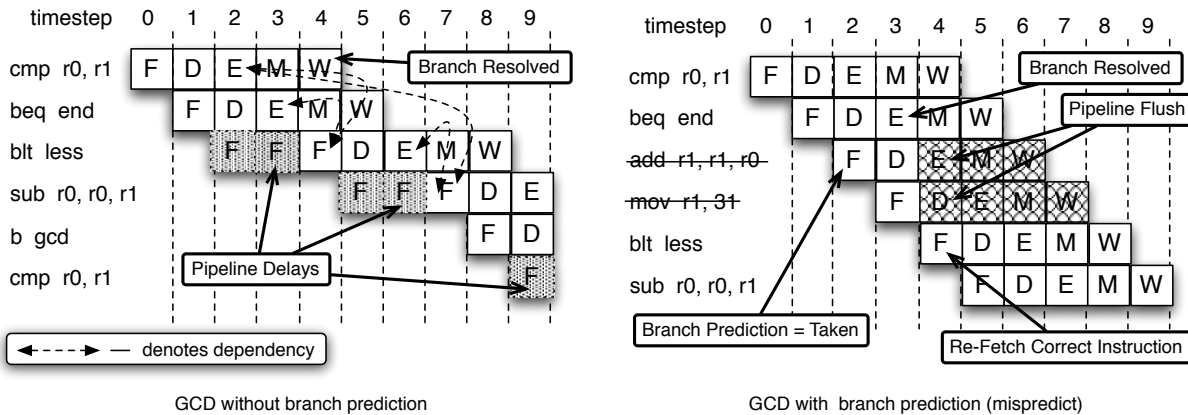 timestep 0 1 2 3 4 5 6 7 8 9
cmp r0, r1 F D E M W
Branch Resolved
beq end F D E M W
blt less F F F D E M W
sub r0, r0, r1 F F F D E
b gcd F D
Pipeline Delays
cmp r0, r1 F
— denotes dependency
GCD without branch prediction
timestep 0 1 2 3 4 5 6 7 8 9
Branch Resolved
cmp r0, r1 F D E M W
Pipeline Flush
beq end F D E M W
add r1, r1, r0 F D E M W
mov r1, 31 F D E M W
blt less F D E M W
sub r0, r0, r1 F D E M W
Branch Prediction = Taken
Re-Fetch Correct Instruction
GCD with branch prediction (mispredict)